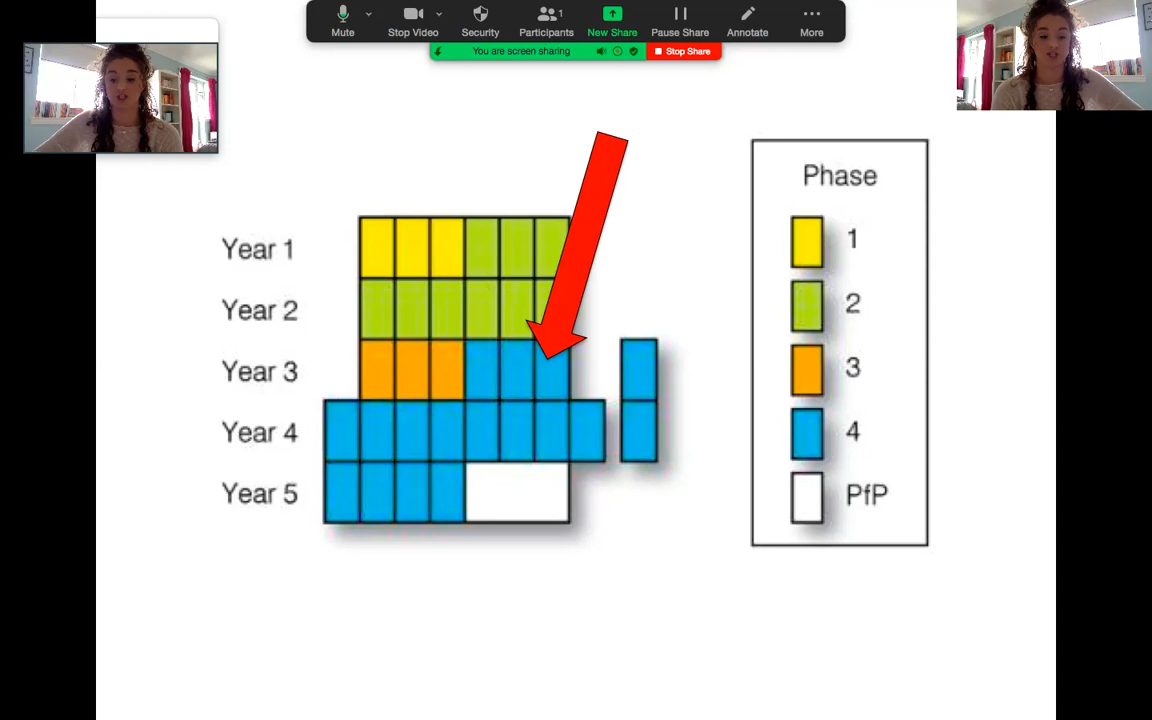 Mute
Stop Video
Security
1
Participants
New Share
Pause Share
Annotate
More
You are screen sharing
Stop Share
Phase
Year 1
1
Year 2
2
Year 3
3
Year 4
4
Year 5
PfP